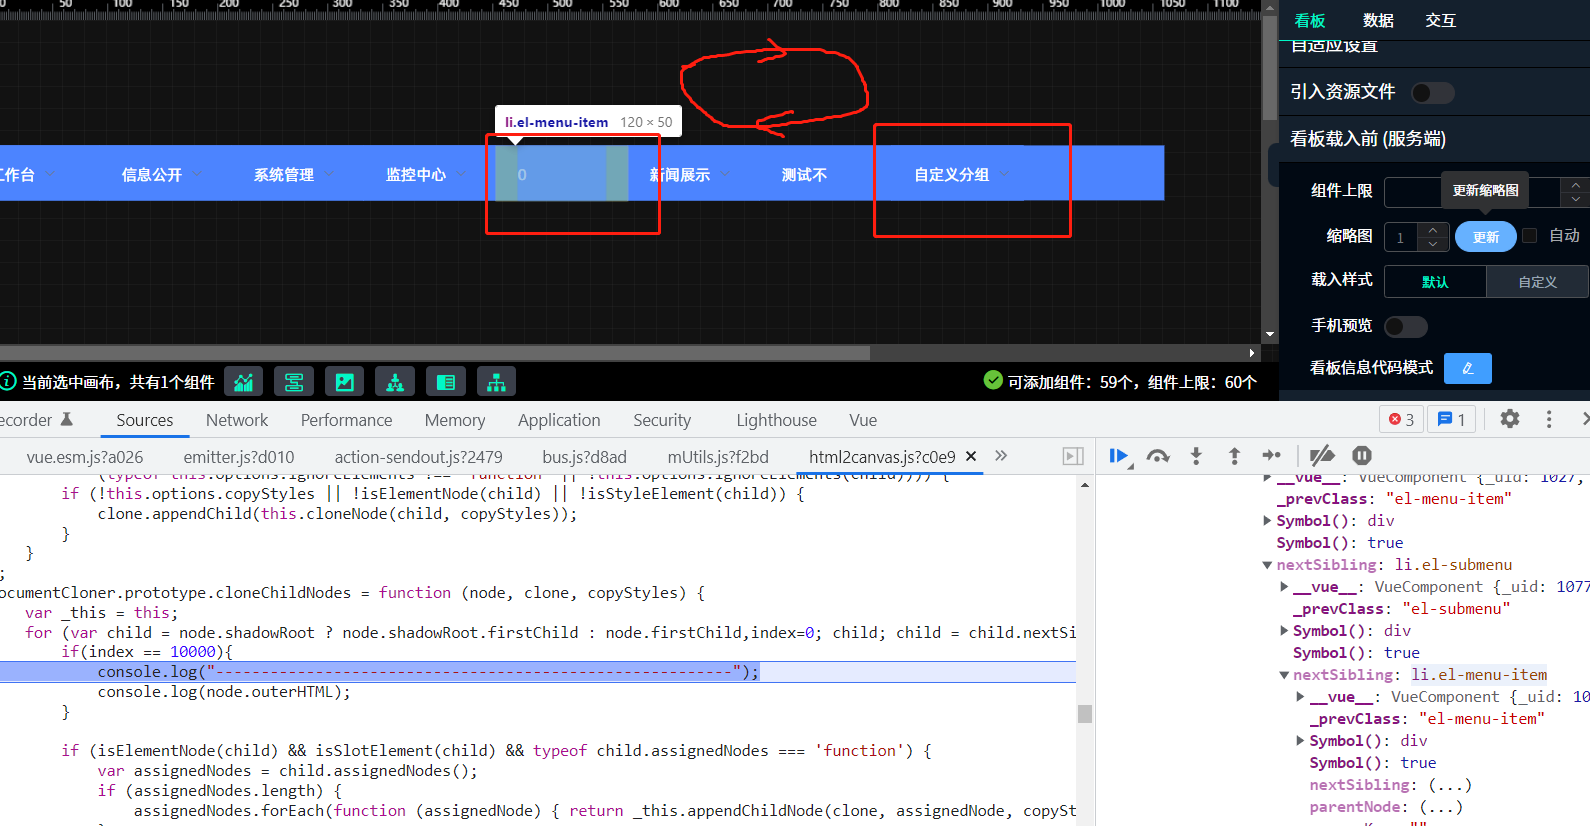 50 100 150 200 250 300 350 400 450 500 550 600 650 700 750 800 850 900 950 1000 1050 1100
看板 数据 交互
自适应设置
引入资源文件
li.el-menu-item 120 × 50
看板载入前 (服务端)
工作台 信息公开 系统管理 监控中心 0 新闻展示 测试不 自定义分组
组件上限 更新缩略图
缩略图 1 更新 自动
载入样式 默认 自定义
手机预览
看板信息代码模式
当前选中画布，共有1个组件
可添加组件：59个，组件上限：60个
ecorder Sources Network Performance Memory Application Security Lighthouse Vue 3 1
vue.esm.js?a026 emitter.js?d010 action-sendout.js?2479 bus.js?d8ad mUtils.js?f2bd html2canvas.js?c0e9 × »
(typeof this.options.ignoreElements !== 'function' || !this.options.ignoreElements(child)))) {
if (!this.options.copyStyles || !isElementNode(child) || !isStyleElement(child)) {
clone.appendChild(this.cloneNode(child, copyStyles));
}
}
;
ocumentCloner.prototype.cloneChildNodes = function (node, clone, copyStyles) {
var _this = this;
for (var child = node.shadowRoot ? node.shadowRoot.firstChild : node.firstChild,index=0; child; child = child.nextSi
if(index == 10000){
console.log("---------------------------------------------------------");
console.log(node.outerHTML);
}
if (isElementNode(child) && isSlotElement(child) && typeof child.assignedNodes === 'function') {
var assignedNodes = child.assignedNodes();
if (assignedNodes.length) {
assignedNodes.forEach(function (assignedNode) { return _this.appendChildNode(clone, assignedNode, copySt
__vue__: VueComponent {_uid: 1027,
_prevClass: "el-menu-item"
Symbol(): div
Symbol(): true
nextSibling: li.el-submenu
__vue__: VueComponent {_uid: 1077
_prevClass: "el-submenu"
Symbol(): div
Symbol(): true
nextSibling: li.el-menu-item
__vue__: VueComponent {_uid: 10
_prevClass: "el-menu-item"
Symbol(): div
Symbol(): true
nextSibling: (...)
parentNode: (...)